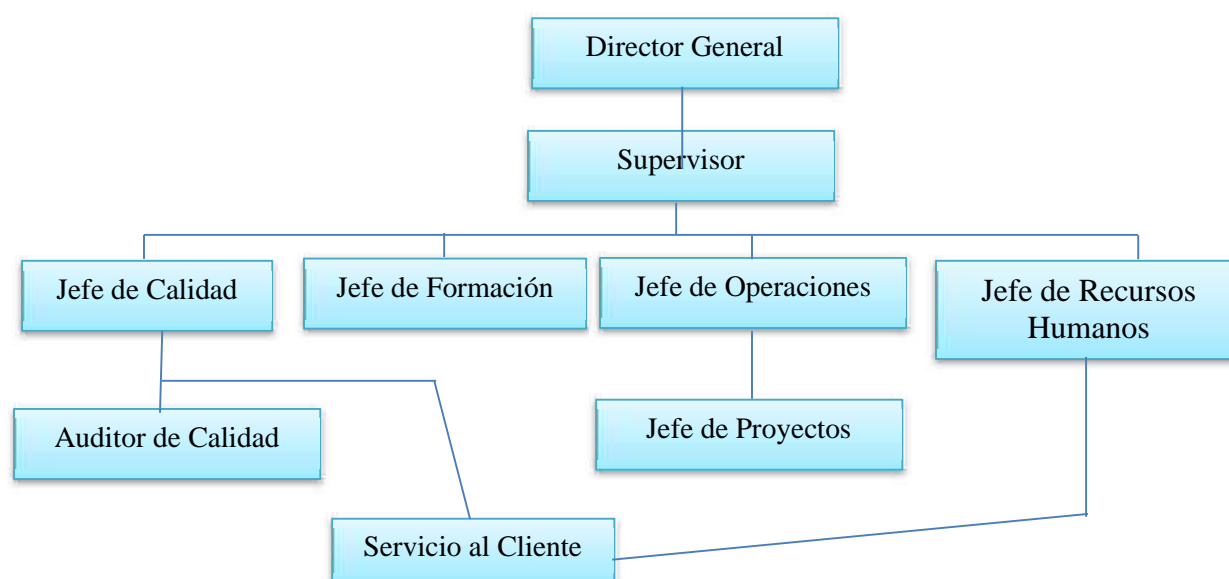 Director General
Supervisor
Jefe de Calidad
Jefe de Formación
Jefe de Operaciones
Jefe de Recursos
Humanos
Auditor de Calidad
Jefe de Proyectos
Servicio al Cliente